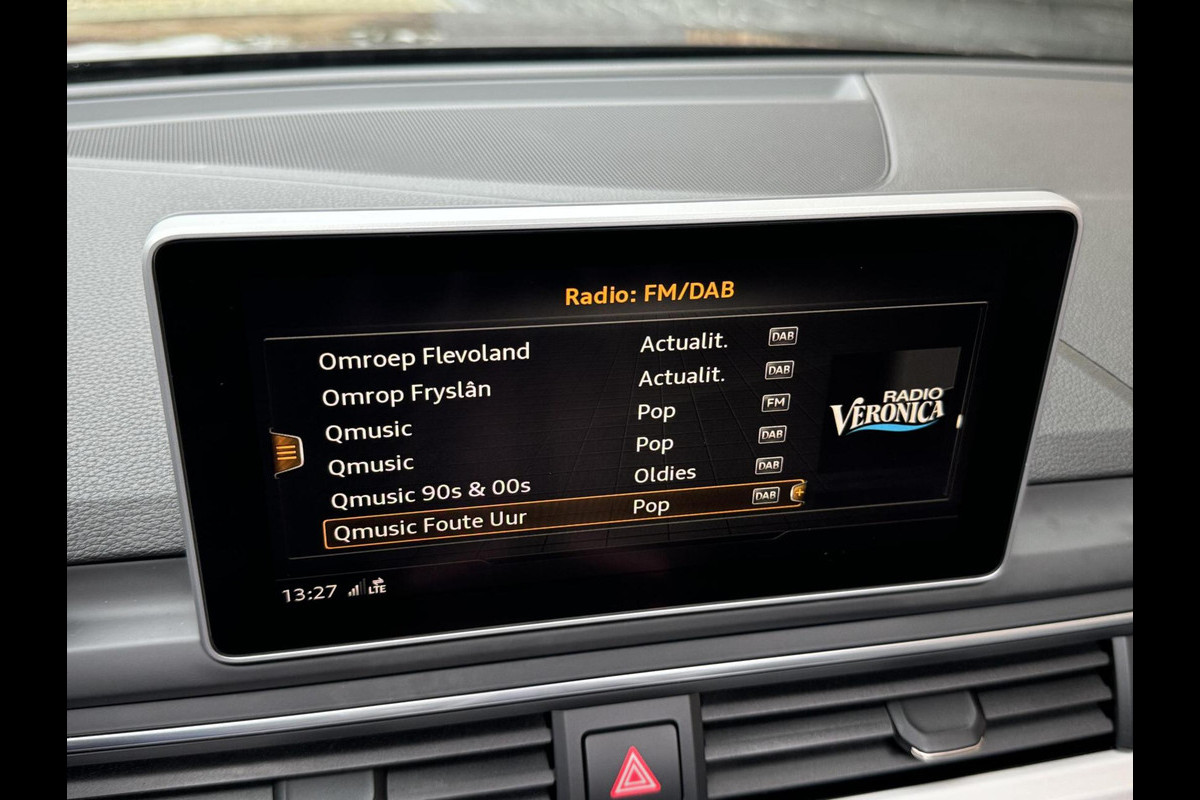 Radio: FM/DAB
Omroep Flevoland Actualit. DAB
Omrop Fryslân Actualit. DAB
Qmusic Pop FM
Qmusic Pop DAB
Qmusic 90s & 00s Oldies DAB
Qmusic Foute Uur Pop DAB
RADIO
VERONICA
13:27 LTE